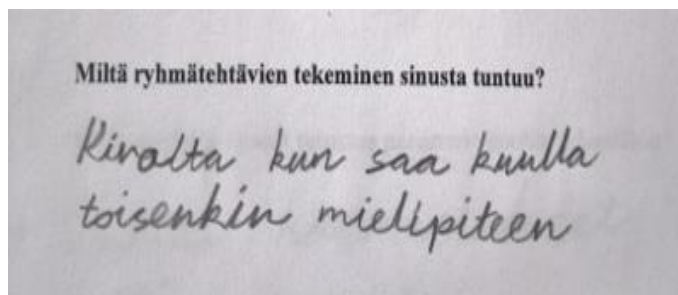 Miltä ryhmätehtävien tekeminen sinusta tuntuu?
Kivalta kun saa kuulla
toisenkin mielipiteen